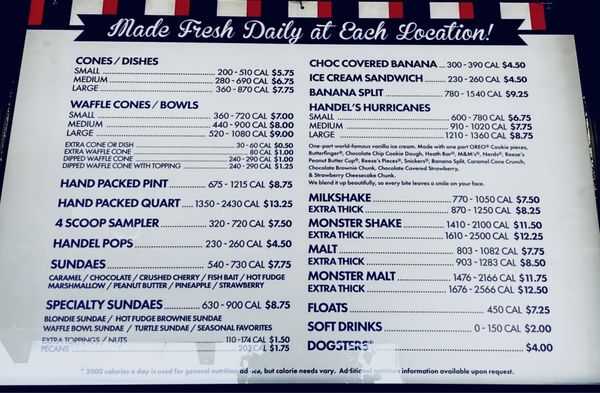 Made Fresh Daily at Each Location!
CONES / DISHES
SMALL 200 - 510 CAL $5.75
MEDIUM 280 - 690 CAL $6.75
LARGE 360 - 870 CAL $7.75
WAFFLE CONES / BOWLS
SMALL 360 - 720 CAL $7.00
MEDIUM 440 - 900 CAL $8.00
LARGE 520 - 1080 CAL $9.00
EXTRA CONE OR DISH 30 - 60 CAL $0.50
EXTRA WAFFLE CONE 80 CAL $1.00
DIPPED WAFFLE CONE 240 - 290 CAL $1.00
DIPPED WAFFLE CONE WITH TOPPING 240 - 290 CAL $1.25
HAND PACKED PINT 675 - 1215 CAL $8.75
HAND PACKED QUART 1350 - 2430 CAL $13.25
4 SCOOP SAMPLER 320 - 720 CAL $7.50
HANDEL POPS 230 - 260 CAL $4.50
SUNDAES 540 - 730 CAL $7.75
CARAMEL / CHOCOLATE / CRUSHED CHERRY / FISH BAIT / HOT FUDGE
MARSHMALLOW / PEANUT BUTTER / PINEAPPLE / STRAWBERRY
SPECIALTY SUNDAES 630 - 900 CAL $8.75
BLONDIE SUNDAE / HOT FUDGE BROWNIE SUNDAE
WAFFLE BOWL SUNDAE / TURTLE SUNDAE / SEASONAL FAVORITES
EXTRA TOPPINGS / NUTS 110 - 174 CAL $1.50
PECANS 203 CAL $1.75
CHOC COVERED BANANA 300 - 390 CAL $4.50
ICE CREAM SANDWICH 230 - 260 CAL $4.50
BANANA SPLIT 780 - 1540 CAL $9.25
HANDEL'S HURRICANES
SMALL 600 - 780 CAL $6.75
MEDIUM 910 - 1020 CAL $7.75
LARGE 1210 - 1360 CAL $8.75
One-part world-famous vanilla ice cream. Made with one part OREO® Cookie pieces,
Butterfinger®, Chocolate Chip Cookie Dough, Heath Bar®, M&M's®, Nerds®, Reese's
Peanut Butter Cup®, Reese's Pieces®, Snickers®, Banana Split, Caramel Cone Crunch,
Chocolate Brownie Chunk, Chocolate Covered Strawberry,
& Strawberry Cheesecake Chunk.
We blend it up beautifully, so every bite leaves a smile on your face.
MILKSHAKE 770 - 1050 CAL $7.50
EXTRA THICK 870 - 1250 CAL $8.25
MONSTER SHAKE 1410 - 2100 CAL $11.50
EXTRA THICK 1610 - 2500 CAL $12.25
MALT 803 - 1082 CAL $7.75
EXTRA THICK 903 - 1283 CAL $8.50
MONSTER MALT 1476 - 2166 CAL $11.75
EXTRA THICK 1676 - 2566 CAL $12.50
FLOATS 450 CAL $7.25
SOFT DRINKS 0 - 150 CAL $2.00
DOGSTERS® $4.00
* 2000 calories a day is used for general nutrition advice, but calorie needs vary. Additional nutrition information available upon request.